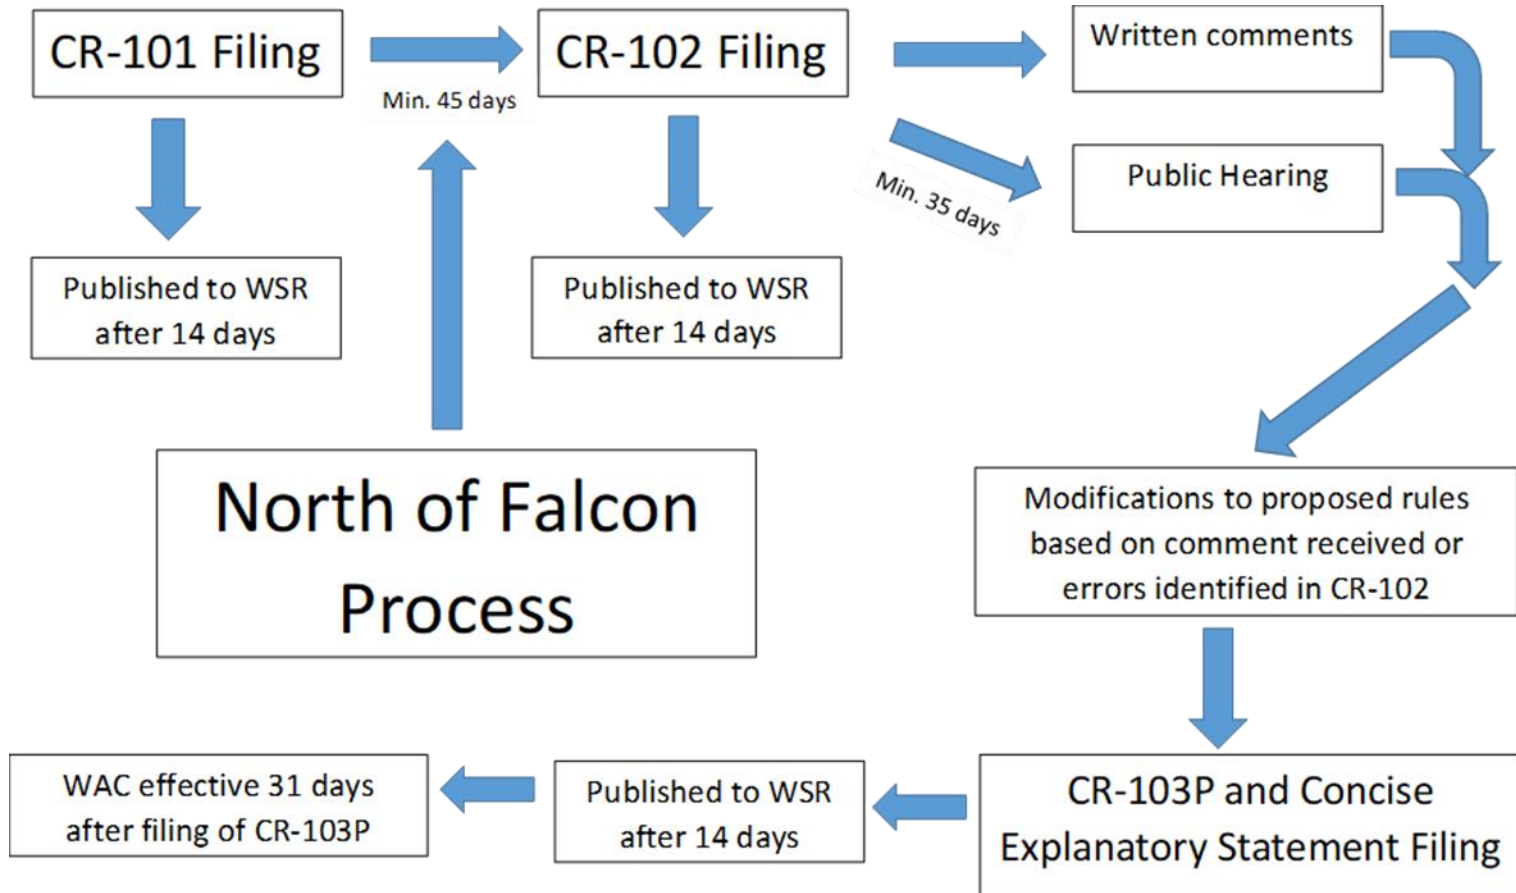 CR-101 Filing
Min. 45 days
CR-102 Filing
Written comments
Min. 35 days
Public Hearing
Published to WSR
after 14 days
Published to WSR
after 14 days
North of Falcon
Process
Modifications to proposed rules
based on comment received or
errors identified in CR-102
CR-103P and Concise
Explanatory Statement Filing
Published to WSR
after 14 days
WAC effective 31 days
after filing of CR-103P